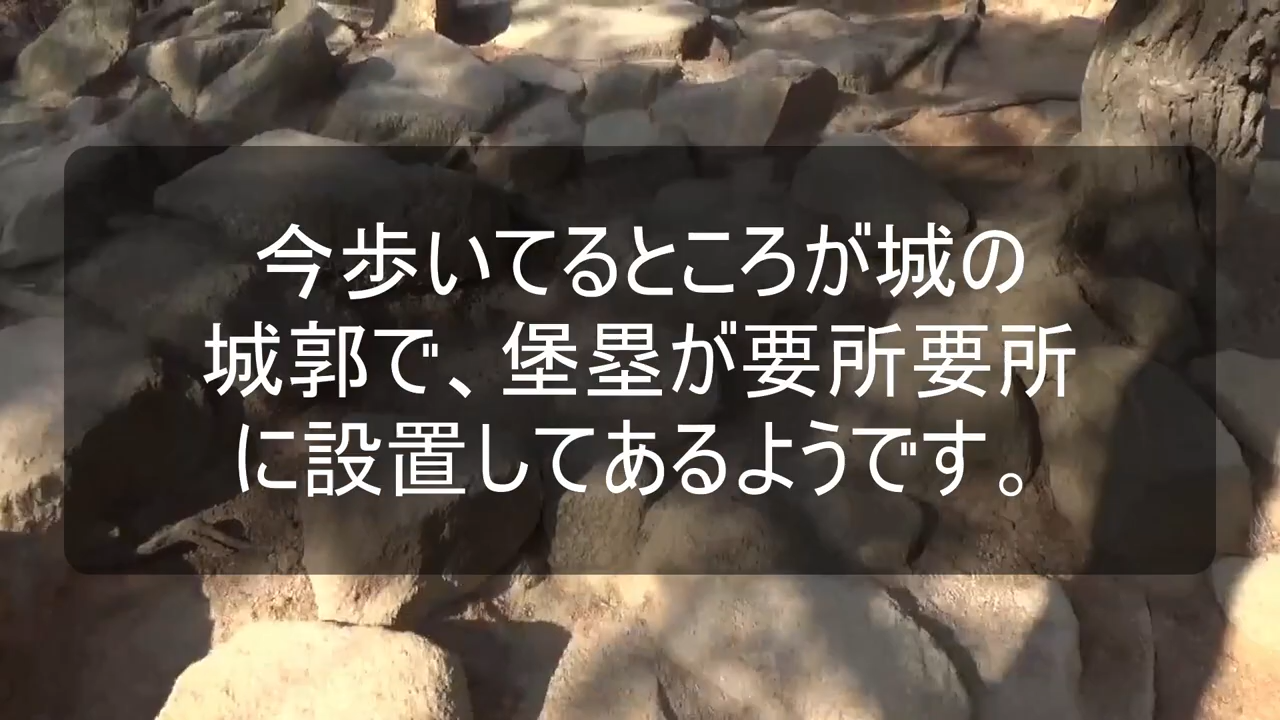 今歩いてるところが城の
城郭で、堡塁が要所要所
に設置してあるようです。